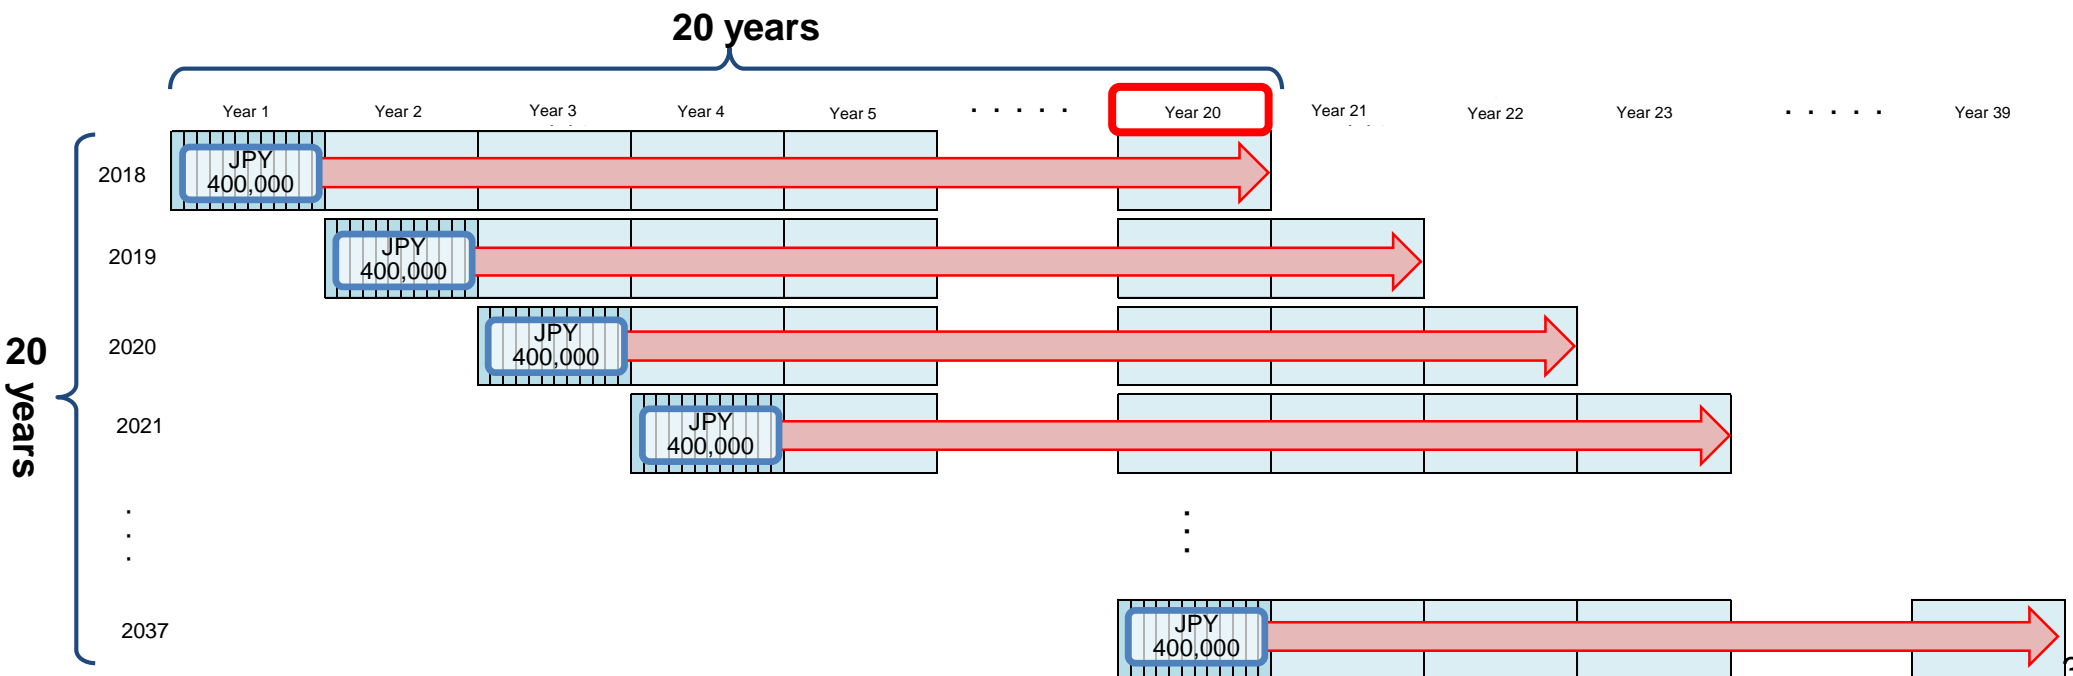 20 years
Year 1 Year 2 Year 3 Year 4 Year 5 . . . . . Year 20 Year 21 Year 22 Year 23 . . . . . Year 39
2018
JPY
400,000
2019
JPY
400,000
20 years
2020
JPY
400,000
2021
JPY
400,000
.
.
.
.
.
.
2037
JPY
400,000